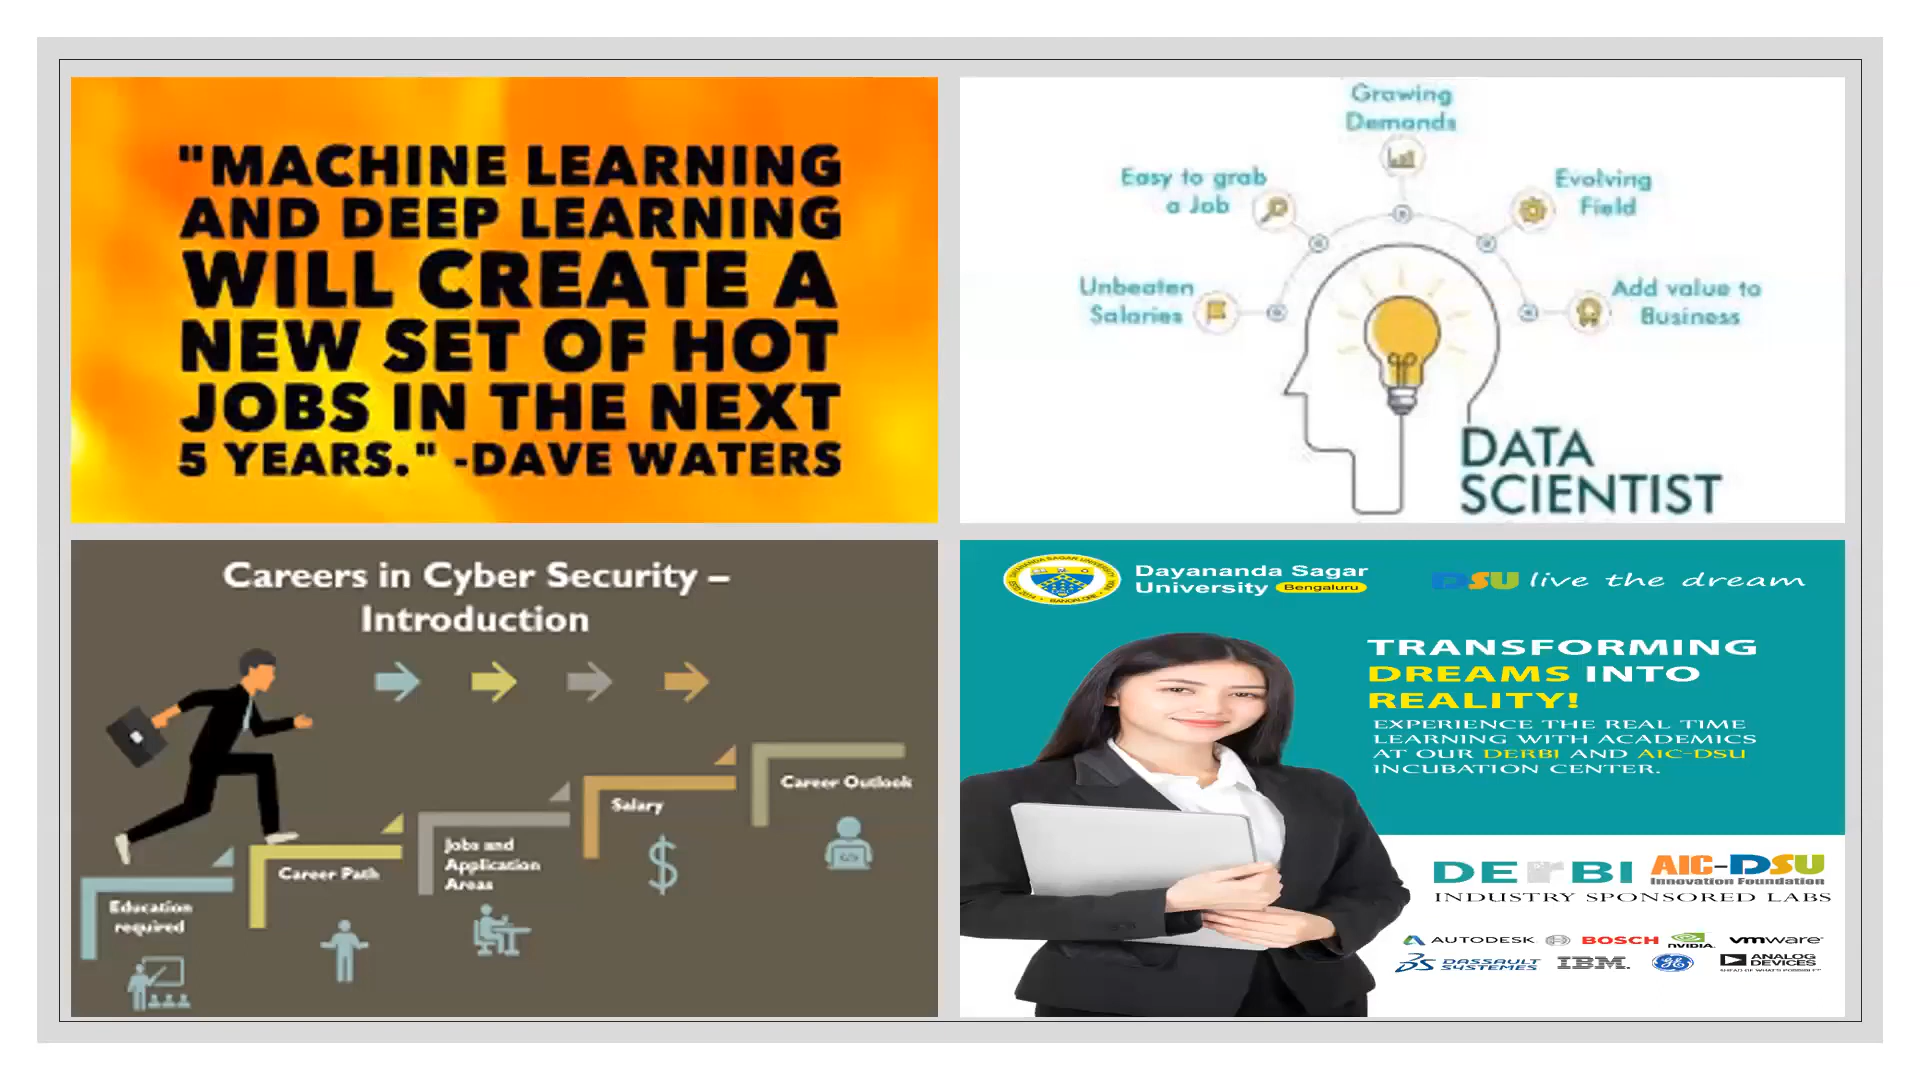 "MACHINE LEARNING
AND DEEP LEARNING
WILL CREATE A
NEW SET OF HOT
JOBS IN THE NEXT
5 YEARS." -DAVE WATERS
Growing
Demands
Easy to grab
a Job
Evolving
Field
Unbeaten
Salaries
Add value to
Business
DATA
SCIENTIST
Careers in Cyber Security –
Introduction
Education
required
Career Path
Jobs and
Application
Areas
Salary
$
Career Outlook
Dayananda Sagar
University Bengaluru
DSU live the dream
TRANSFORMING
DREAMS INTO
REALITY!
EXPERIENCE THE REAL TIME
LEARNING WITH ACADEMICS
AT OUR DERBI AND AIC-DSU
INCUBATION CENTER.
DErBI AIC-DSU
Innovation Foundation
INDUSTRY SPONSORED LABS
AUTODESK BOSCH NVIDIA. vmware
DASSAULT
SYSTEMES
IBM.
ANALOG
DEVICES
AHEAD OF WHAT'S POSSIBLE